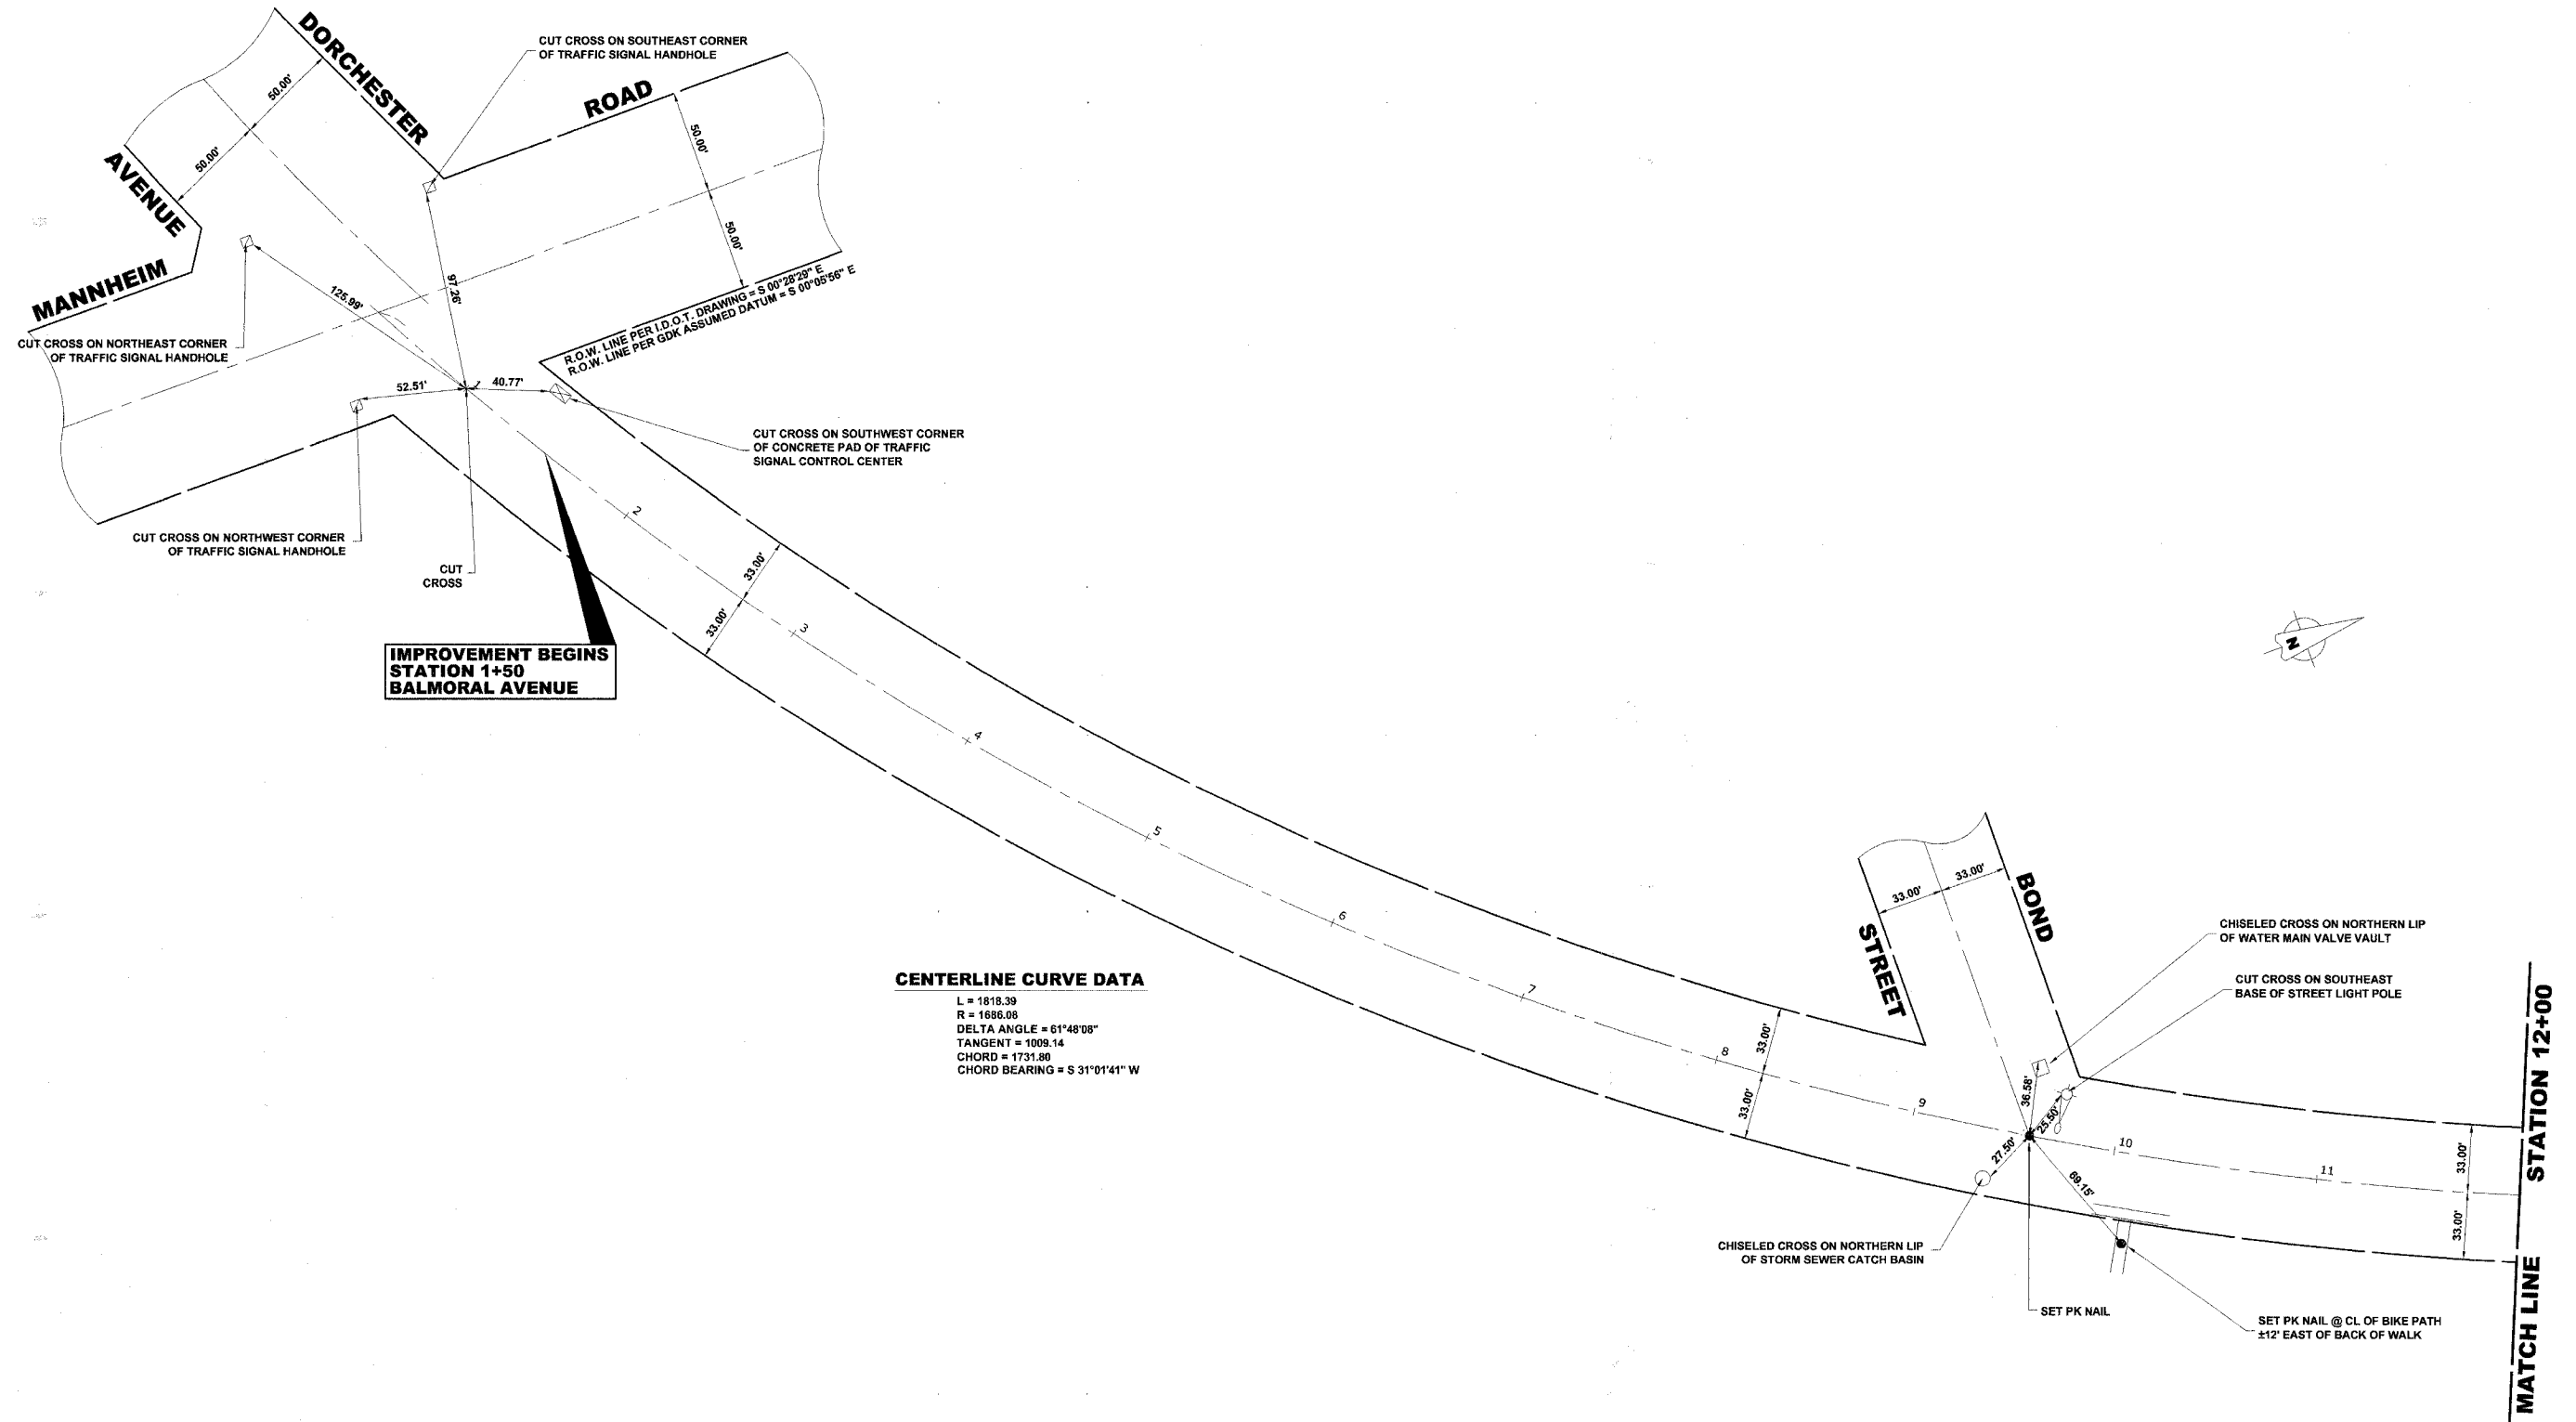 DORCHESTER
AVENUE
50.00'
50.00'
CUT CROSS ON SOUTHEAST CORNER
OF TRAFFIC SIGNAL HANDHOLE
MANNHEIM
ROAD
50.00'
50.00'
R.O.W. LINE PER I.D.O.T. DRAWING = S 00°28'29" E
R.O.W. LINE PER GDK ASSUMED DATUM = S 00°05'56" E
97.26'
125.99'
CUT CROSS ON NORTHEAST CORNER
OF TRAFFIC SIGNAL HANDHOLE
52.51'
40.77'
CUT CROSS ON SOUTHWEST CORNER
OF CONCRETE PAD OF TRAFFIC
SIGNAL CONTROL CENTER
CUT CROSS ON NORTHWEST CORNER
OF TRAFFIC SIGNAL HANDHOLE
CUT
CROSS
IMPROVEMENT BEGINS
STATION 1+50
BALMORAL AVENUE
2
33.00'
33.00'
3
4
5
6
7
8
9
10
11
N
CENTERLINE CURVE DATA
L = 1818.39
R = 1686.08
DELTA ANGLE = 61°48'08"
TANGENT = 1009.14
CHORD = 1731.80
CHORD BEARING = S 31°01'41" W
33.00'
33.00'
BOND
STREET
33.00'
33.00'
CHISELED CROSS ON NORTHERN LIP
OF WATER MAIN VALVE VAULT
CUT CROSS ON SOUTHEAST
BASE OF STREET LIGHT POLE
36.58'
25.50'
27.50'
69.15'
CHISELED CROSS ON NORTHERN LIP
OF STORM SEWER CATCH BASIN
SET PK NAIL
SET PK NAIL @ CL OF BIKE PATH
±12' EAST OF BACK OF WALK
33.00'
33.00'
MATCH LINE STATION 12+00